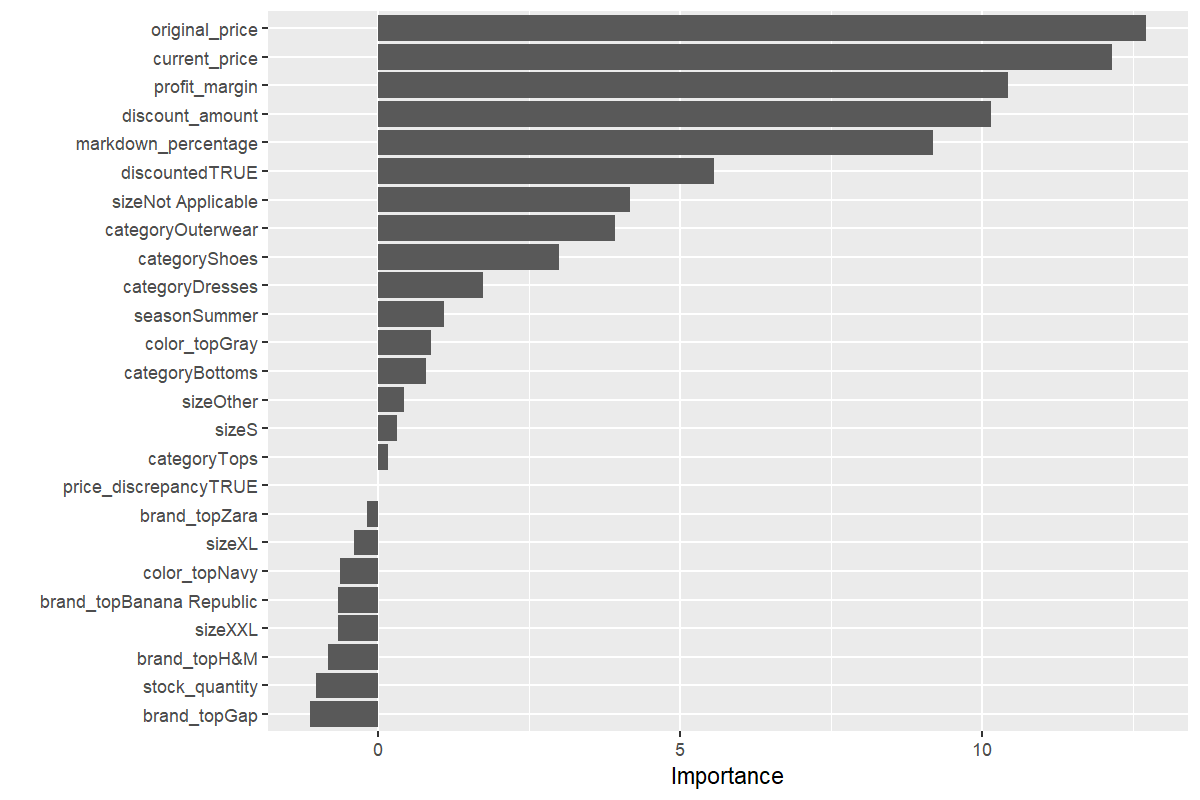 original_price
current_price
profit_margin
discount_amount
markdown_percentage
discountedTRUE
sizeNot Applicable
categoryOuterwear
categoryShoes
categoryDresses
seasonSummer
color_topGray
categoryBottoms
sizeOther
sizeS
categoryTops
price_discrepancyTRUE
brand_topZara
sizeXL
color_topNavy
brand_topBanana Republic
sizeXXL
brand_topH&M
stock_quantity
brand_topGap
0 5 10
Importance